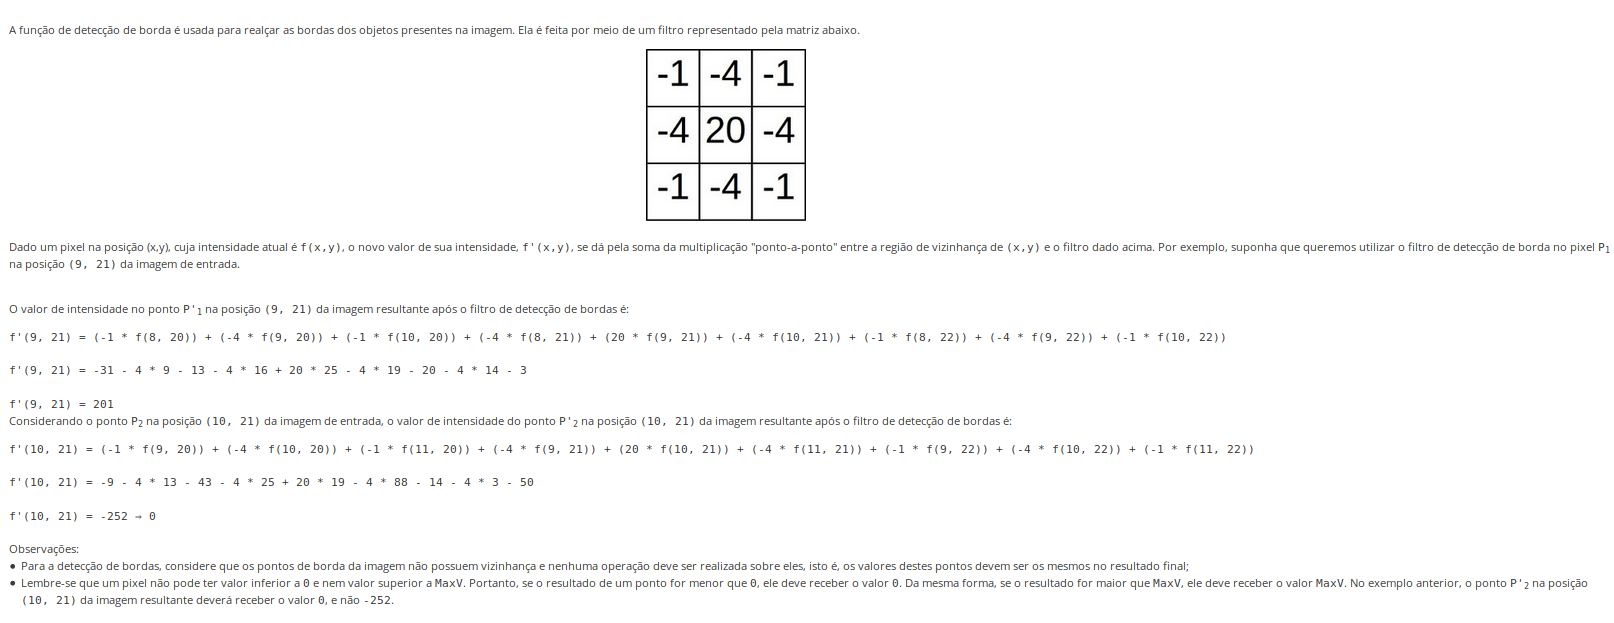 A função de detecção de borda é usada para realçar as bordas dos objetos presentes na imagem. Ela é feita por meio de um filtro representado pela matriz abaixo.
-1 -4 -1
-4 20 -4
-1 -4 -1
Dado um pixel na posição (x,y), cuja intensidade atual é f(x,y), o novo valor de sua intensidade, f'(x,y), se dá pela soma da multiplicação "ponto-a-ponto" entre a região de vizinhança de (x,y) e o filtro dado acima. Por exemplo, suponha que queremos utilizar o filtro de detecção de borda no pixel P1
na posição (9, 21) da imagem de entrada.
O valor de intensidade no ponto P'1 na posição (10, 21) da imagem resultante após o filtro de detecção de bordas é:
f'(9, 21) = (-1 * f(8, 20)) + (-4 * f(9, 20)) + (-1 * f(10, 20)) + (-4 * f(8, 21)) + (20 * f(9, 21)) + (-4 * f(10, 21)) + (-1 * f(8, 22)) + (-4 * f(9, 22)) + (-1 * f(10, 22))
f'(9, 21) = -31 - 4 * 9 - 13 - 4 * 16 + 20 * 25 - 4 * 19 - 20 - 4 * 14 - 3
f'(9, 21) = 201
Considerando o ponto P2 na posição (10, 21) da imagem de entrada, o valor de intensidade do ponto P'2 na posição (10, 21) da imagem resultante após o filtro de detecção de bordas é:
f'(10, 21) = (-1 * f(9, 20)) + (-4 * f(10, 20)) + (-1 * f(11, 20)) + (-4 * f(9, 21)) + (20 * f(10, 21)) + (-4 * f(11, 21)) + (-1 * f(9, 22)) + (-4 * f(10, 22)) + (-1 * f(11, 22))
f'(10, 21) = -9 - 4 * 13 - 43 - 4 * 25 + 20 * 19 - 4 * 88 - 14 - 4 * 3 - 50
f'(10, 21) = -252 → 0
Observações:
• Para a detecção de bordas, considere que os pontos de borda da imagem não possuem vizinhança e nenhuma operação deve ser realizada sobre eles, isto é, os valores destes pontos devem ser os mesmos no resultado final;
• Lembre-se que um pixel não pode ter valor inferior a 0 e nem valor superior a MaxV. Portanto, se o resultado de um ponto for menor que 0, ele deve receber o valor 0. Da mesma forma, se o resultado for maior que MaxV, ele deve receber o valor MaxV. No exemplo anterior, o ponto P'2 na posição
(10, 21) da imagem resultante deverá receber o valor 0, e não -252.